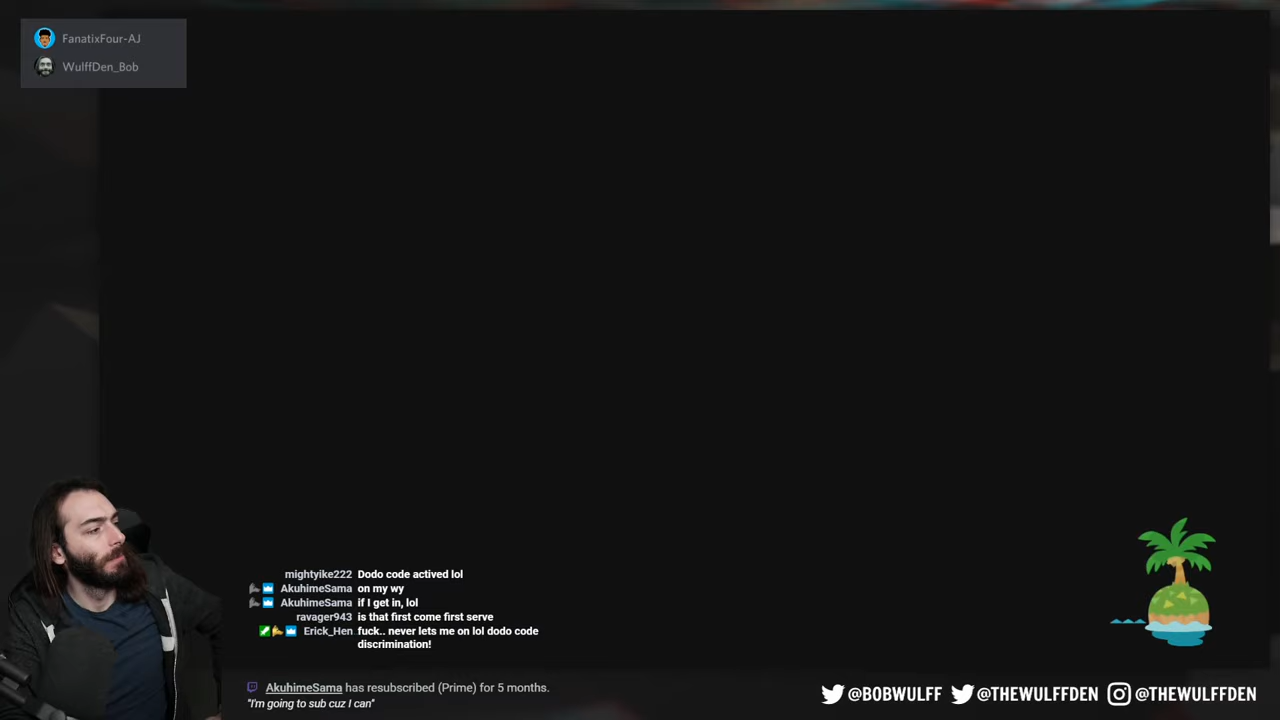 FanatixFour-AJ
WulffDen_Bob
mightyike222 Dodo code actived lol
AkuhimeSama on my wy
AkuhimeSama if I get in, lol
ravager943 is that first come first serve
Erick_Hen fuck.. never lets me on lol dodo code
discrimination!
AkuhimeSama has resubscribed (Prime) for 5 months.
"I'm going to sub cuz I can"
@BOBWULFF @THEWULFFDEN @THEWULFFDEN